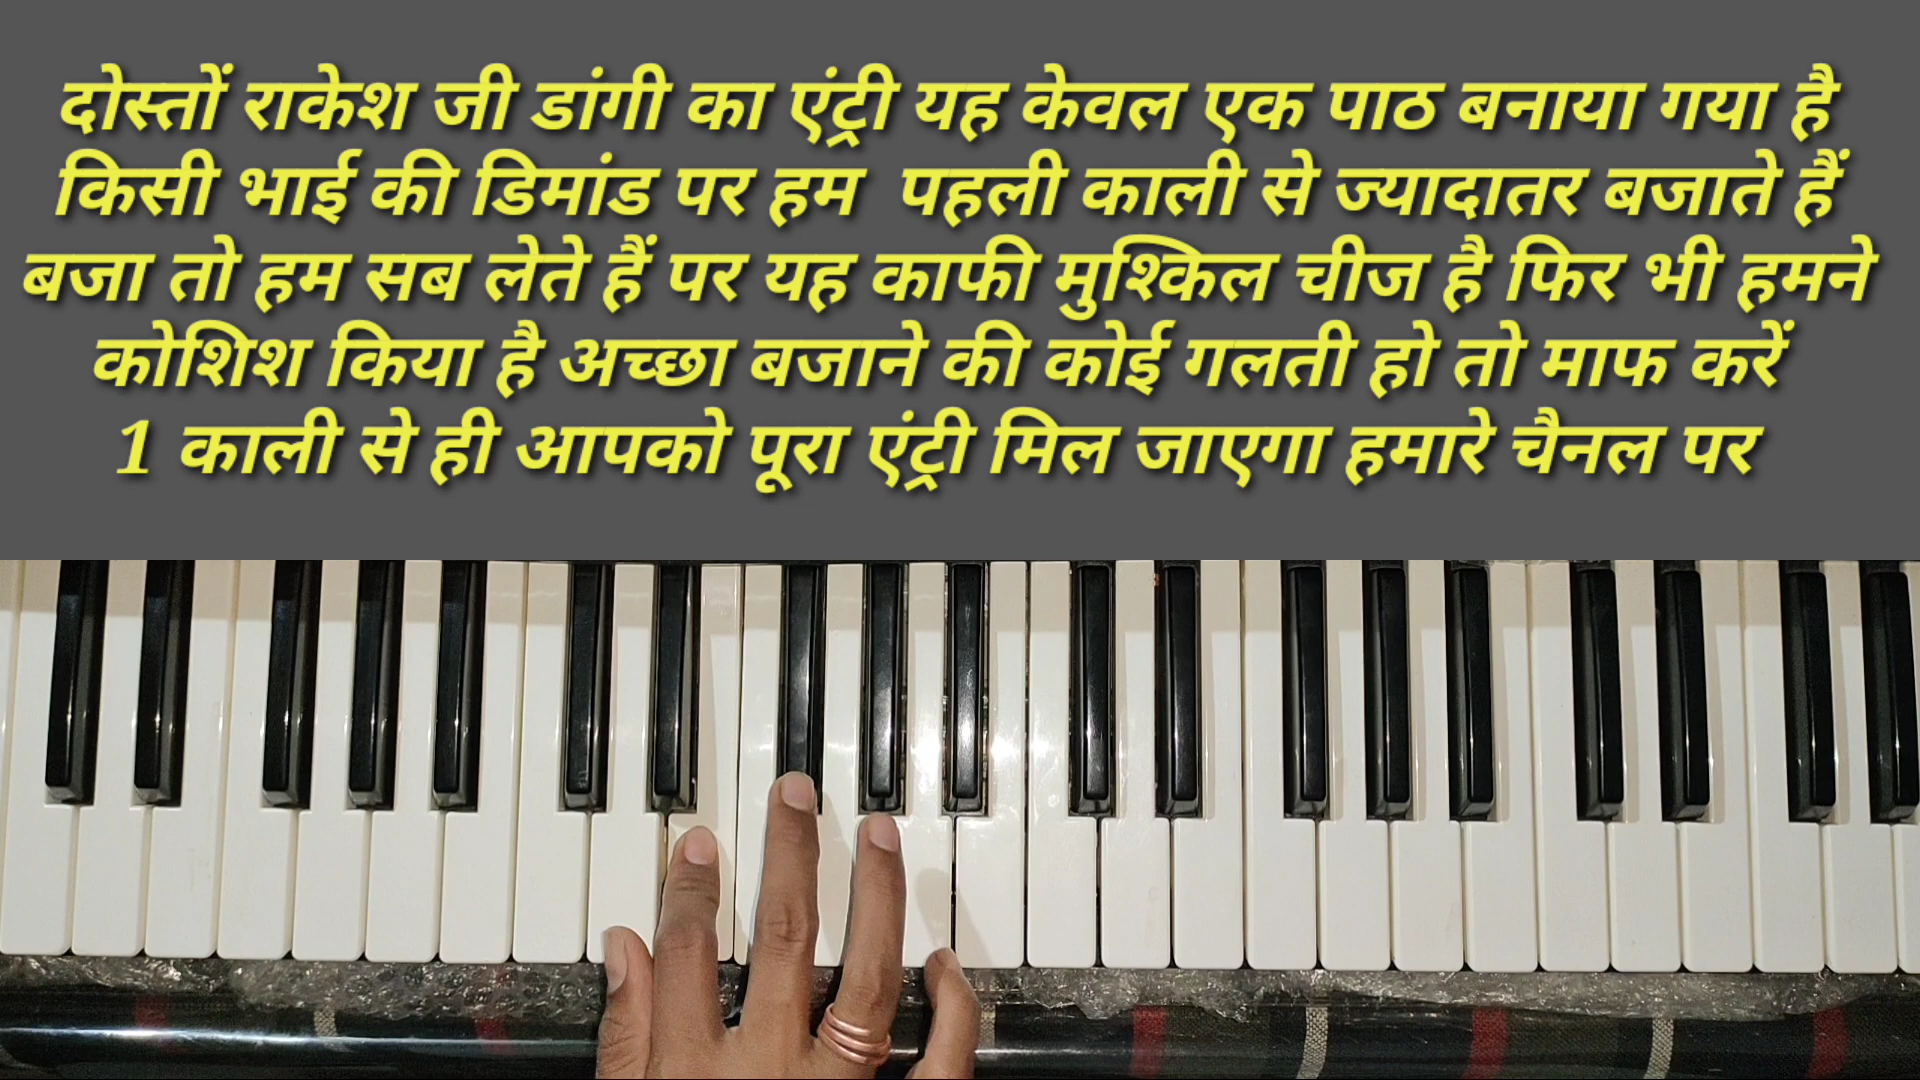 दोस्तों राकेश जी डांगी का एंट्री यह केवल एक पाठ बनाया गया है
किसी भाई की डिमांड पर हम पहली काली से ज्यादातर बजाते हैं
बजा तो हम सब लेते हैं पर यह काफी मुश्किल चीज है फिर भी हमने
कोशिश किया है अच्छा बजाने की कोई गलती हो तो माफ करें
1 काली से ही आपको पूरा एंट्री मिल जाएगा हमारे चैनल पर